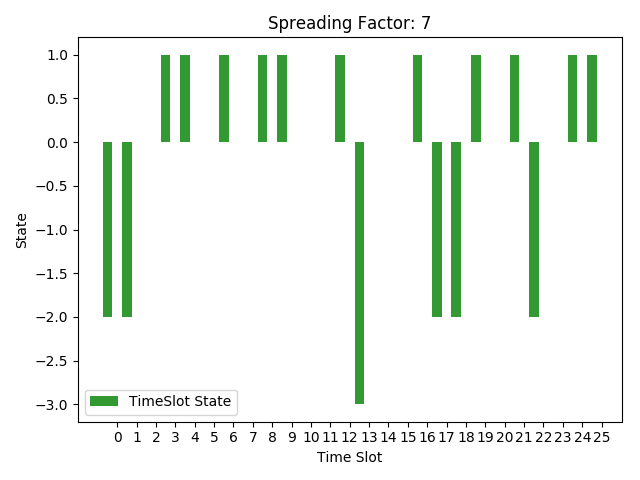 Spreading Factor: 7
1.0
0.5
0.0
−0.5
−1.0
−1.5
−2.0
−2.5
−3.0
State
TimeSlot State
0 1 2 3 4 5 6 7 8 9 10 11 12 13 14 15 16 17 18 19 20 21 22 23 24 25
Time Slot